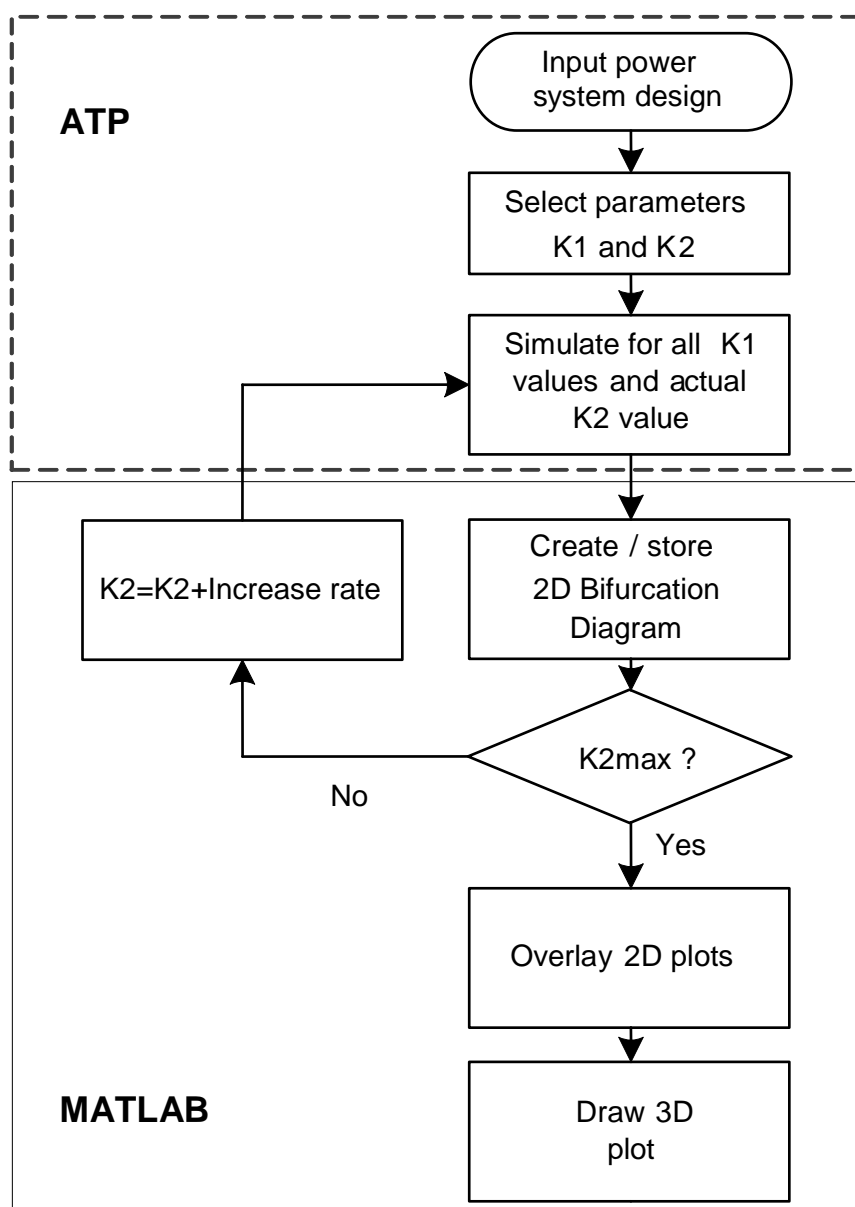 Input power
system design
ATP
Select parameters
K1 and K2
Simulate for all K1
values and actual
K2 value
Create / store
2D Bifurcation
Diagram
K2=K2+Increase rate
K2max ?
No
Yes
Overlay 2D plots
MATLAB
Draw 3D
plot